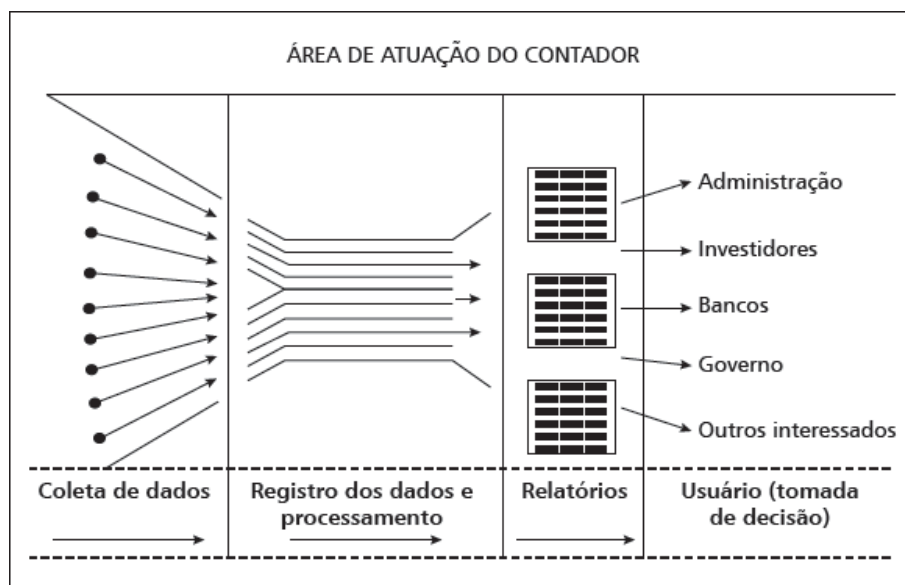 ÁREA DE ATUAÇÃO DO CONTADOR
Administração
Investidores
Bancos
Governo
Outros interessados
Coleta de dados
Registro dos dados e
processamento
Relatórios
Usuário (tomada
de decisão)